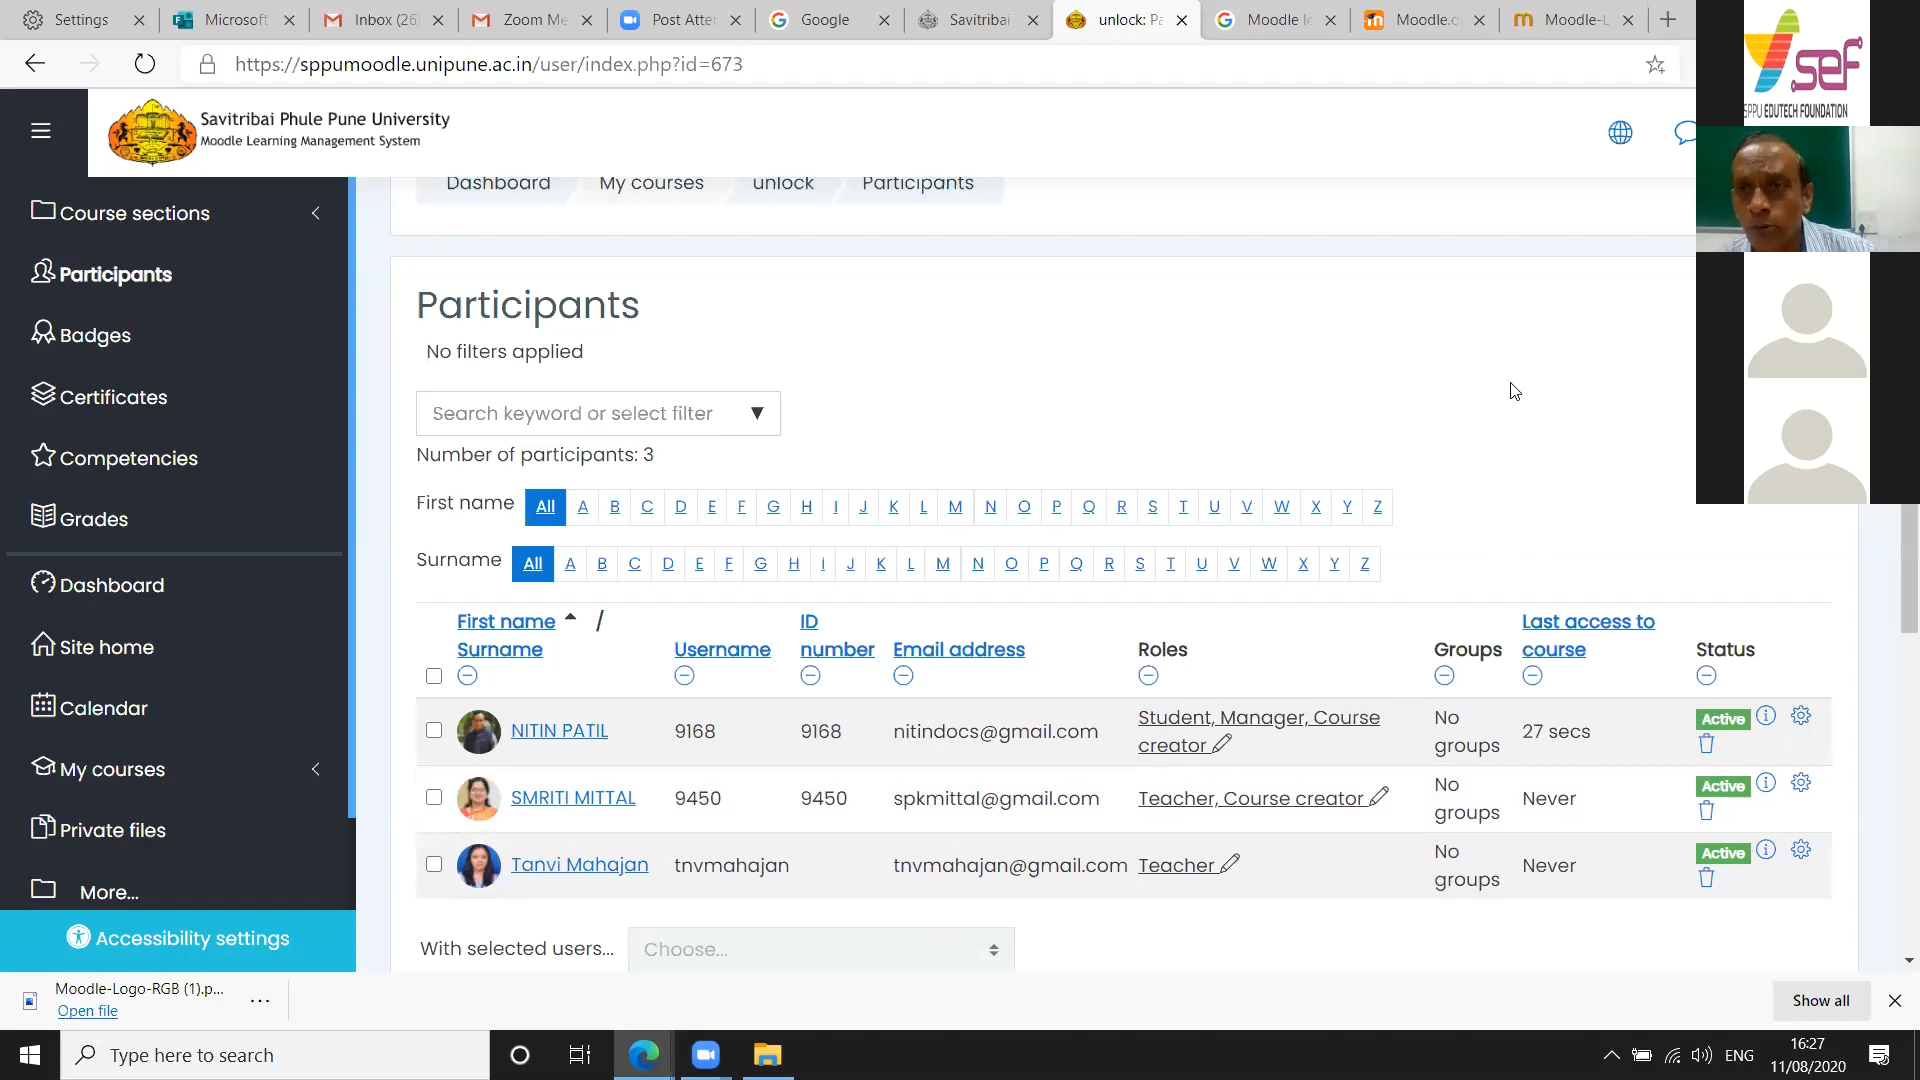 Settings
Microsoft
Inbox (26)
Zoom Me
Post Atter
Google
Savitribai
unlock: Pa
Moodle le
Moodle.o
Moodle-L
https://sppumoodle.unipune.ac.in/user/index.php?id=673
Savitribai Phule Pune University
Moodle Learning Management System
sef
SPPU EDUTECH FOUNDATION
Dashboard My courses unlock Participants
Course sections
Participants
Badges
Certificates
Competencies
Grades
Dashboard
Site home
Calendar
My courses
Private files
More...
Accessibility settings
Participants
No filters applied
Search keyword or select filter ▼
Number of participants: 3
First name All A B C D E F G H I J K L M N O P Q R S T U V W X Y Z
Surname All A B C D E F G H I J K L M N O P Q R S T U V W X Y Z
First name / Surname Username ID number Email address Roles Groups Last access to course Status
NITIN PATIL 9168 9168 nitindocs@gmail.com Student, Manager, Course creator No groups 27 secs Active
SMRITI MITTAL 9450 9450 spkmittal@gmail.com Teacher, Course creator No groups Never Active
Tanvi Mahajan tnvmahajan tnvmahajan@gmail.com Teacher No groups Never Active
With selected users... Choose...
Moodle-Logo-RGB (1).p...
Open file
Show all
Type here to search
ENG
16:27
11/08/2020